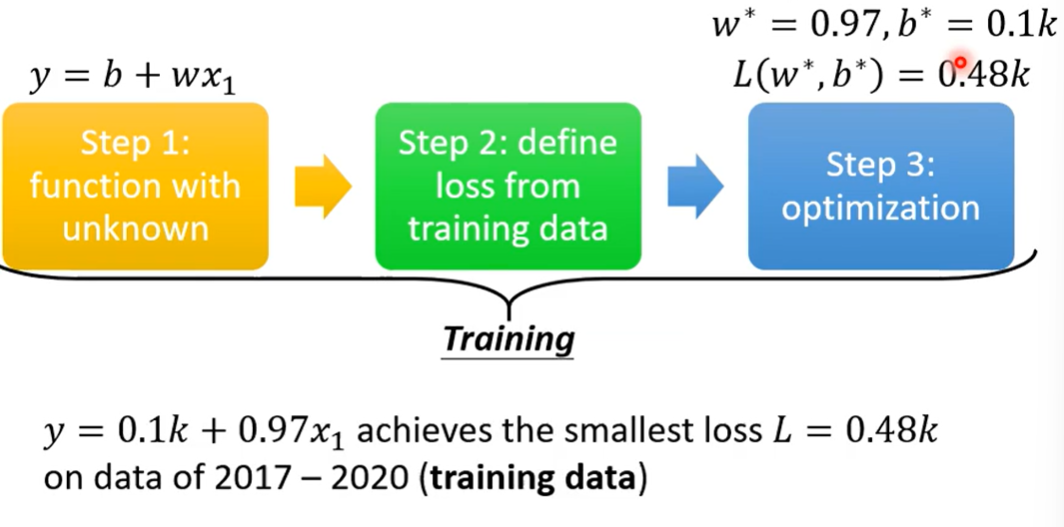 w* = 0.97, b* = 0.1k
y = b + wx₁
L(w*, b*) = 0.48k
Step 1:
function with
unknown
Step 2: define
loss from
training data
Step 3:
optimization
Training
y = 0.1k + 0.97x₁ achieves the smallest loss L = 0.48k
on data of 2017 – 2020 (training data)